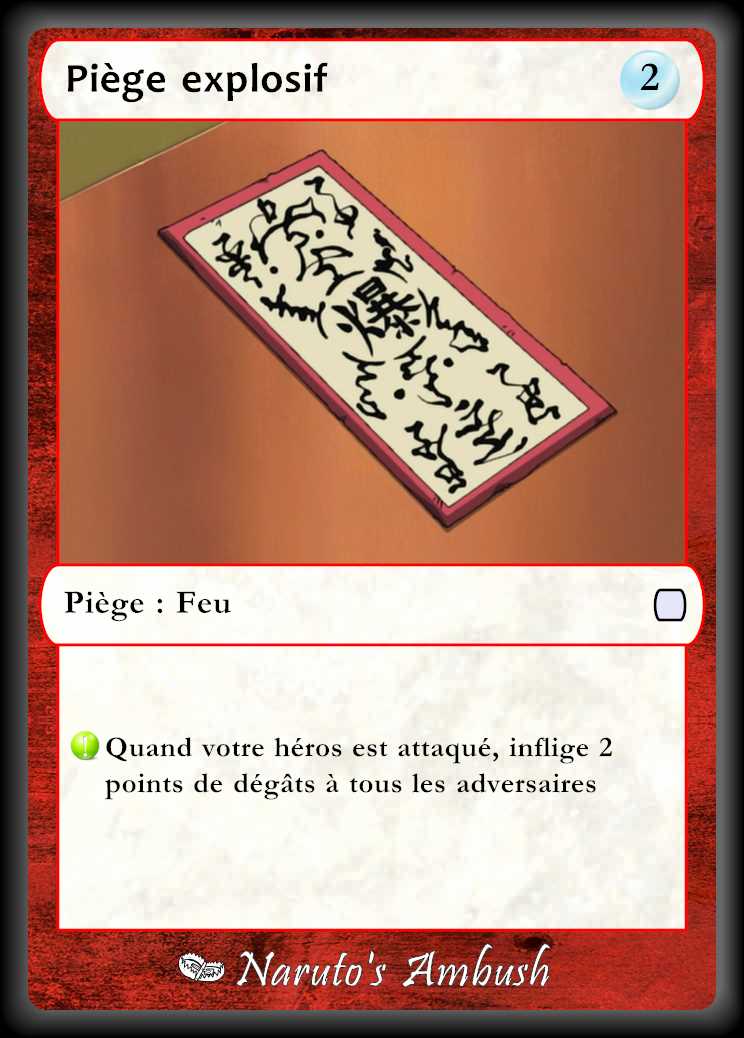 Piège explosif
2
爆
Piège : Feu
Quand votre héros est attaqué, inflige 2
points de dégâts à tous les adversaires
Naruto's Ambush